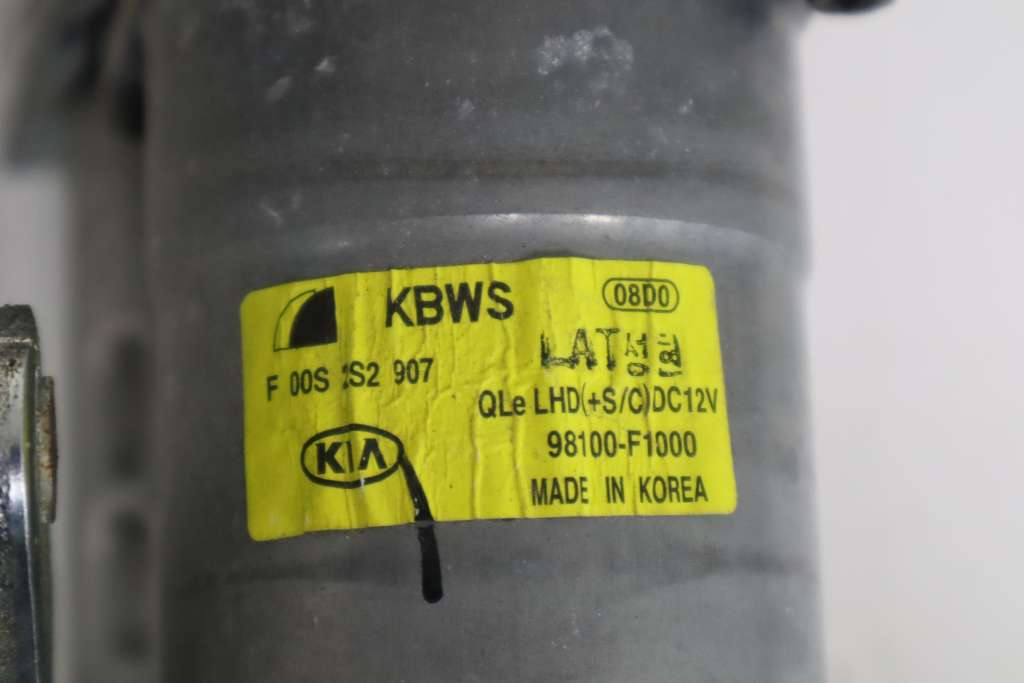 KBWS
08D0
LAT
F 00S 2S2 907
QLe LHD(+S/C)DC12V
98100-F1000
KIA
MADE IN KOREA